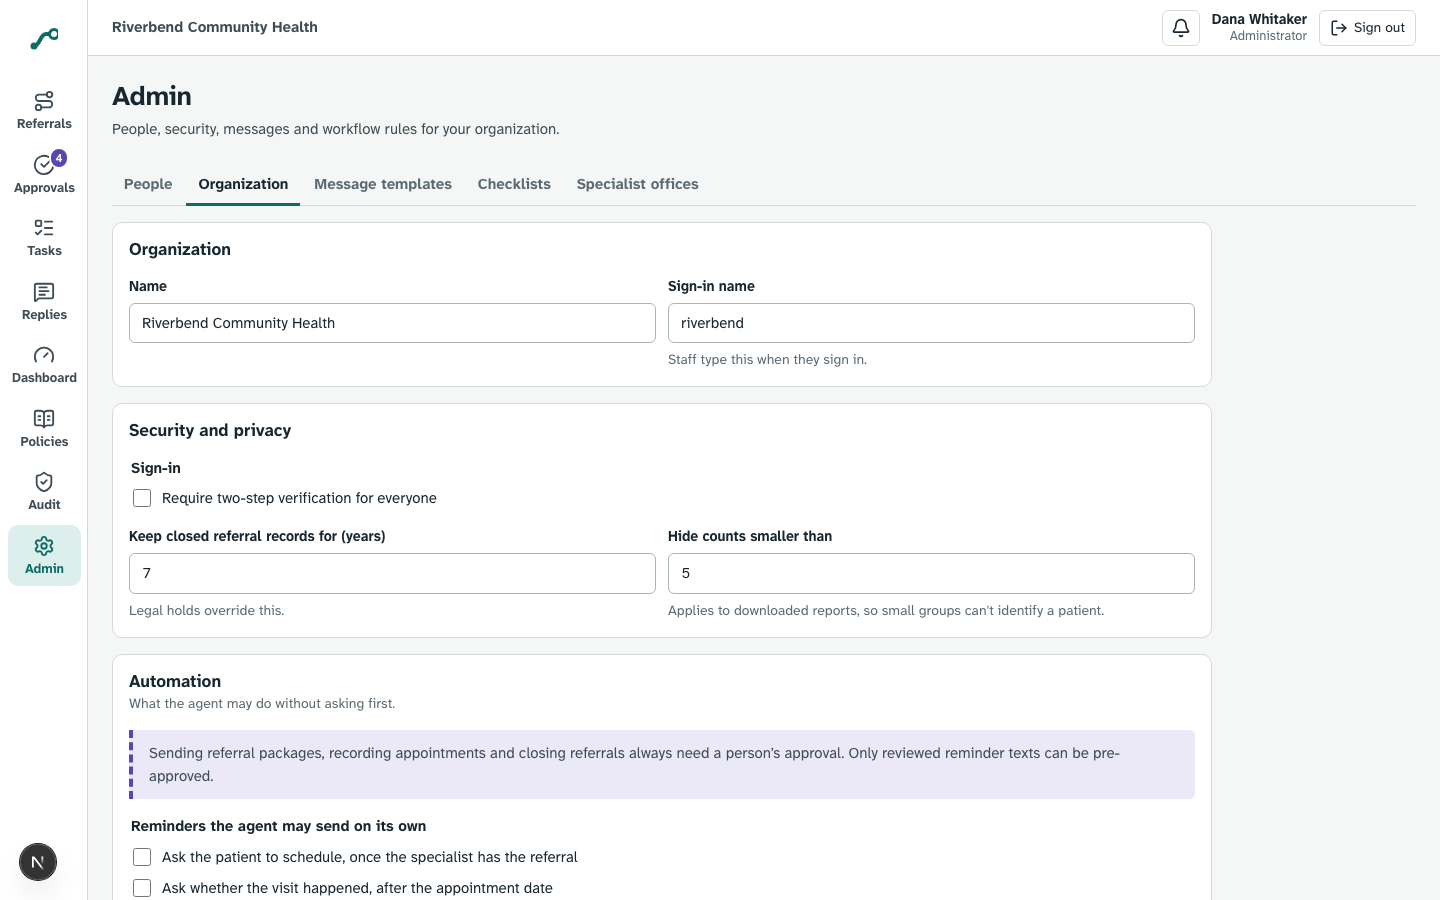 Riverbend Community Health
Dana Whitaker
Administrator
Sign out
Referrals
4
Approvals
Tasks
Replies
Dashboard
Policies
Audit
Admin
N
Admin
People, security, messages and workflow rules for your organization.
People
Organization
Message templates
Checklists
Specialist offices
Organization
Name
Riverbend Community Health
Sign-in name
riverbend
Staff type this when they sign in.
Security and privacy
Sign-in
Require two-step verification for everyone
Keep closed referral records for (years)
7
Legal holds override this.
Hide counts smaller than
5
Applies to downloaded reports, so small groups can't identify a patient.
Automation
What the agent may do without asking first.
Sending referral packages, recording appointments and closing referrals always need a person’s approval. Only reviewed reminder texts can be pre-
approved.
Reminders the agent may send on its own
Ask the patient to schedule, once the specialist has the referral
Ask whether the visit happened, after the appointment date